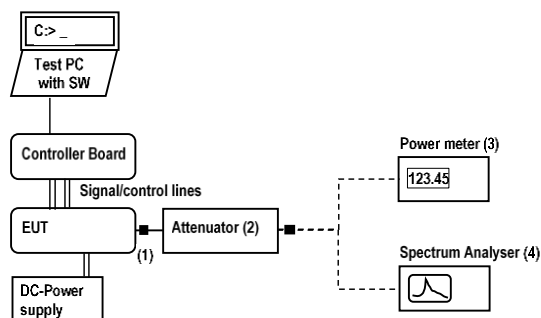 C:> _
Test PC
with SW
Controller Board
Signal/control lines
EUT
(1)
Attenuator (2)
Power meter (3)
123.45
Spectrum Analyser (4)
DC-Power
supply